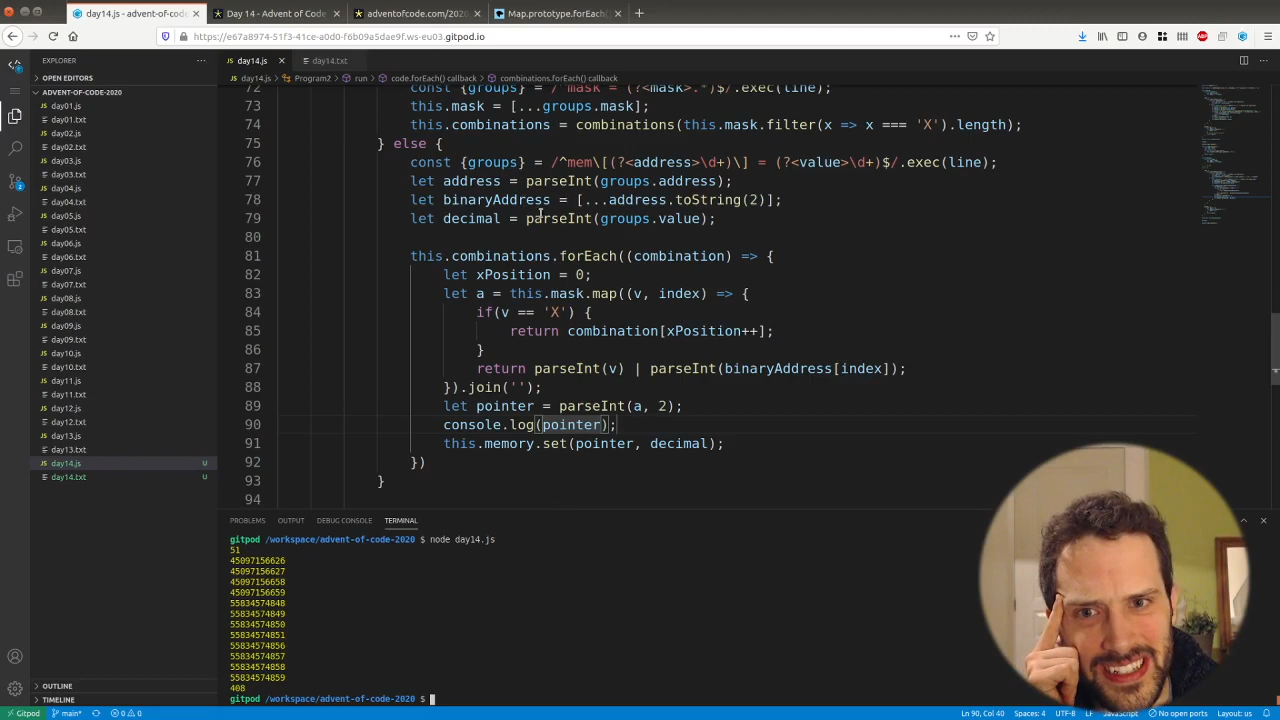 day14.js - advent-of-code-
Day 14 - Advent of Code
adventofcode.com/2020
Map.prototype.forEach()
https://e67a8974-51f3-41ce-a0d0-f6b09a5dae9f.ws-eu03.gitpod.io
EXPLORER
OPEN EDITORS
ADVENT-OF-CODE-2020
day01.js
day01.txt
day02.js
day03.js
day03.txt
day04.js
day04.txt
day05.js
day05.txt
day06.js
day06.txt
day07.js
day07.txt
day08.js
day08.txt
day09.js
day09.txt
day10.js
day10.txt
day11.js
day11.txt
day12.js
day12.txt
day13.js
day13.txt
day14.js U
day14.txt U
OUTLINE
TIMELINE
day14.js
day14.txt
day14.js > Program2 > run > code.forEach() callback > combinations.forEach() callback
72 const {groups} = /^mask = (?<mask>.*)$/.exec(line);
73 this.mask = [...groups.mask];
74 this.combinations = combinations(this.mask.filter(x => x === 'X').length);
75 } else {
76 const {groups} = /^mem\[(?<address>\d+)\] = (?<value>\d+)$/.exec(line);
77 let address = parseInt(groups.address);
78 let binaryAddress = [...address.toString(2)];
79 let decimal = parseInt(groups.value);
80
81 this.combinations.forEach((combination) => {
82 let xPosition = 0;
83 let a = this.mask.map((v, index) => {
84 if(v == 'X') {
85 return combination[xPosition++];
86 }
87 return parseInt(v) | parseInt(binaryAddress[index]);
88 }).join('');
89 let pointer = parseInt(a, 2);
90 console.log(pointer);
91 this.memory.set(pointer, decimal);
92 })
93 }
94
PROBLEMS OUTPUT DEBUG CONSOLE TERMINAL
gitpod /workspace/advent-of-code-2020 $ node day14.js
51
45097156626
45097156627
45097156658
45097156659
55834574848
55834574849
55834574850
55834574851
55834574856
55834574857
55834574858
55834574859
408
gitpod /workspace/advent-of-code-2020 $
Gitpod main* 0 0
Ln 90, Col 40 Spaces: 4 UTF-8 LF JavaScript No open ports Layout: us